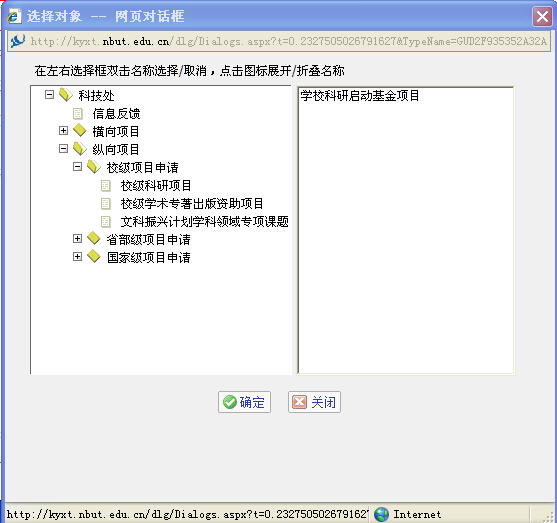 选择对象 -- 网页对话框
http://kyxt.nbut.edu.cn/dlg/Dialogs.aspx?t=0.2327505026791627&TypeName=GUD2F935352A32A
在左右选择框双击名称选择/取消，点击图标展开/折叠名称
科技处
信息反馈
横向项目
纵向项目
校级项目申请
校级科研项目
校级学术专著出版资助项目
文科振兴计划学科领域专项课题
省部级项目申请
国家级项目申请
学校科研启动基金项目
确定 关闭
http://kyxt.nbut.edu.cn/dlg/Dialogs.aspx?t=0.232750502679162 Internet